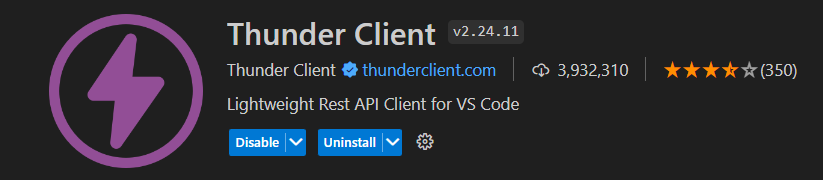 Thunder Client v2.24.11
Thunder Client thunderclient.com 3,932,310 (350)
Lightweight Rest API Client for VS Code
Disable Uninstall